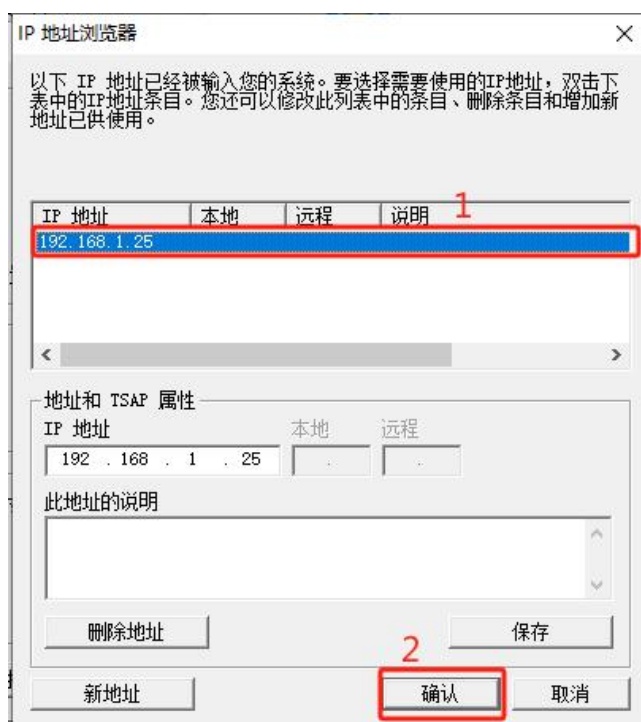 IP 地址浏览器
以下 IP 地址已经被输入您的系统。要选择需要使用的IP地址，双击下
表中的IP地址条目。您还可以修改此列表中的条目、删除条目和增加新
地址已供使用。
IP 地址 本地 远程 说明 1
192.168.1.25
地址和 TSAP 属性
IP 地址 本地 远程
192 . 168 . 1 . 25 . .
此地址的说明
删除地址 保存
2
新地址 确认 取消